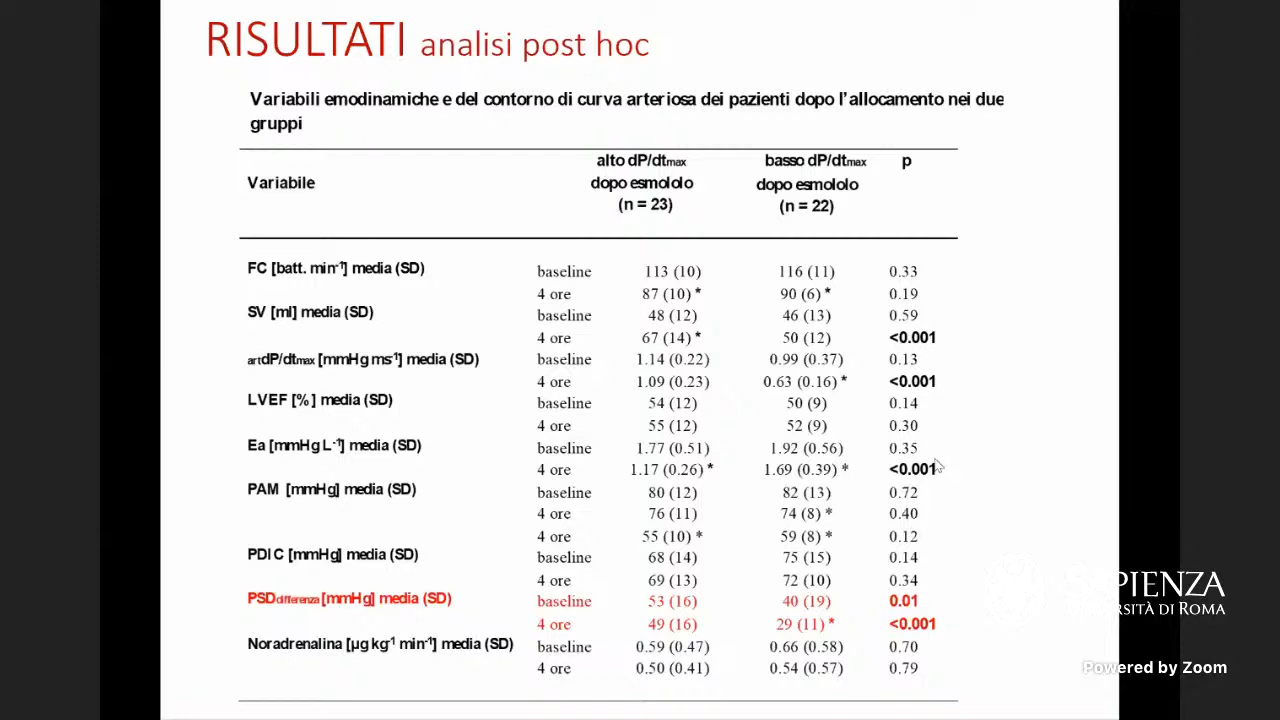 RISULTATI analisi post hoc
Variabili emodinamiche e del contorno di curva arteriosa dei pazienti dopo l'allocamento nei due
gruppi
Variabile alto dP/dtmax basso dP/dtmax p
dopo esmololo dopo esmololo
(n = 23) (n = 22)
FC [batt. min-1] media (SD) baseline 113 (10) 116 (11) 0.33
4 ore 87 (10) * 90 (6) * 0.19
SV [ml] media (SD) baseline 48 (12) 46 (13) 0.59
4 ore 67 (14) * 50 (12) <0.001
artdP/dtmax [mmHg ms-1] media (SD) baseline 1.14 (0.22) 0.99 (0.37) 0.13
4 ore 1.09 (0.23) 0.63 (0.16) * <0.001
LVEF [%] media (SD) baseline 54 (12) 50 (9) 0.14
4 ore 55 (12) 52 (9) 0.30
Ea [mmHg L-1] media (SD) baseline 1.77 (0.51) 1.92 (0.56) 0.35
4 ore 1.17 (0.26) * 1.69 (0.39) * <0.001
PAM [mmHg] media (SD) baseline 80 (12) 82 (13) 0.72
4 ore 76 (11) 74 (8) * 0.40
4 ore 55 (10) * 59 (8) * 0.12
PDIC [mmHg] media (SD) baseline 68 (14) 75 (15) 0.14
4 ore 69 (13) 72 (10) 0.34
PSDdifferenza [mmHg] media (SD) baseline 53 (16) 40 (19) 0.01
4 ore 49 (16) 29 (11) * <0.001
Noradrenalina [µg kg-1 min-1] media (SD) baseline 0.59 (0.47) 0.66 (0.58) 0.70
4 ore 0.50 (0.41) 0.54 (0.57) 0.79
SAPIENZA
UNIVERSITÀ DI ROMA
Powered by Zoom